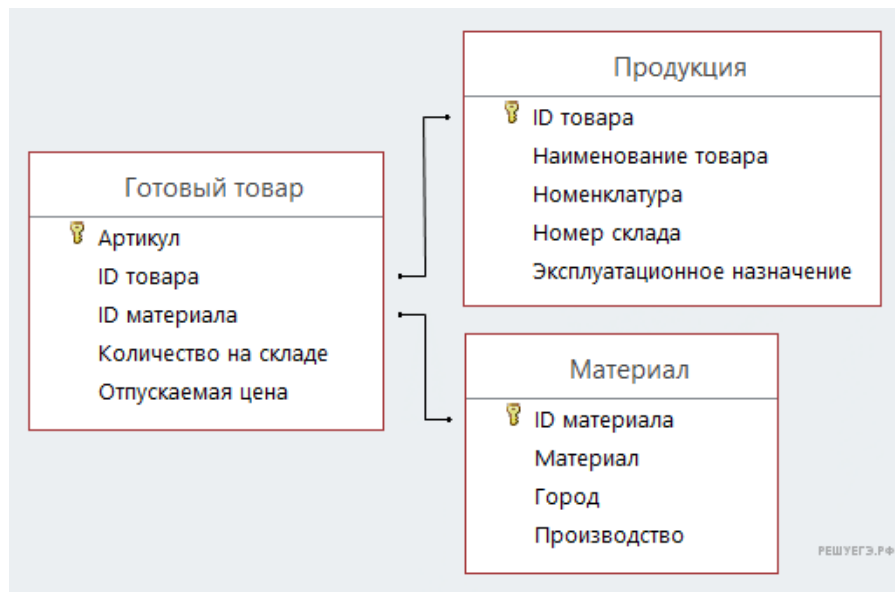 Продукция
ID товара
Наименование товара
Номенклатура
Номер склада
Эксплуатационное назначение
Готовый товар
Артикул
ID товара
ID материала
Количество на складе
Отпускаемая цена
Материал
ID материала
Материал
Город
Производство
РЕШУЕГЭ.РФ